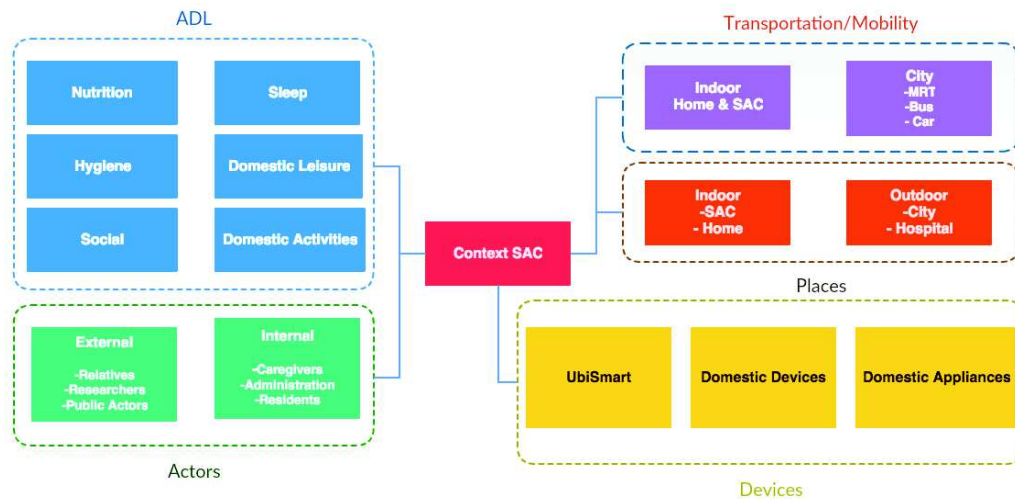 ADL
Nutrition
Sleep
Hygiene
Domestic Leisure
Social
Domestic Activities
External
-Relatives
-Researchers
-Public Actors
Internal
-Caregivers
-Administration
-Residents
Actors
Context SAC
Transportation/Mobility
Indoor
Home & SAC
City
-MRT
-Bus
- Car
Indoor
-SAC
- Home
Outdoor
-City
- Hospital
Places
UbiSmart
Domestic Devices
Domestic Appliances
Devices